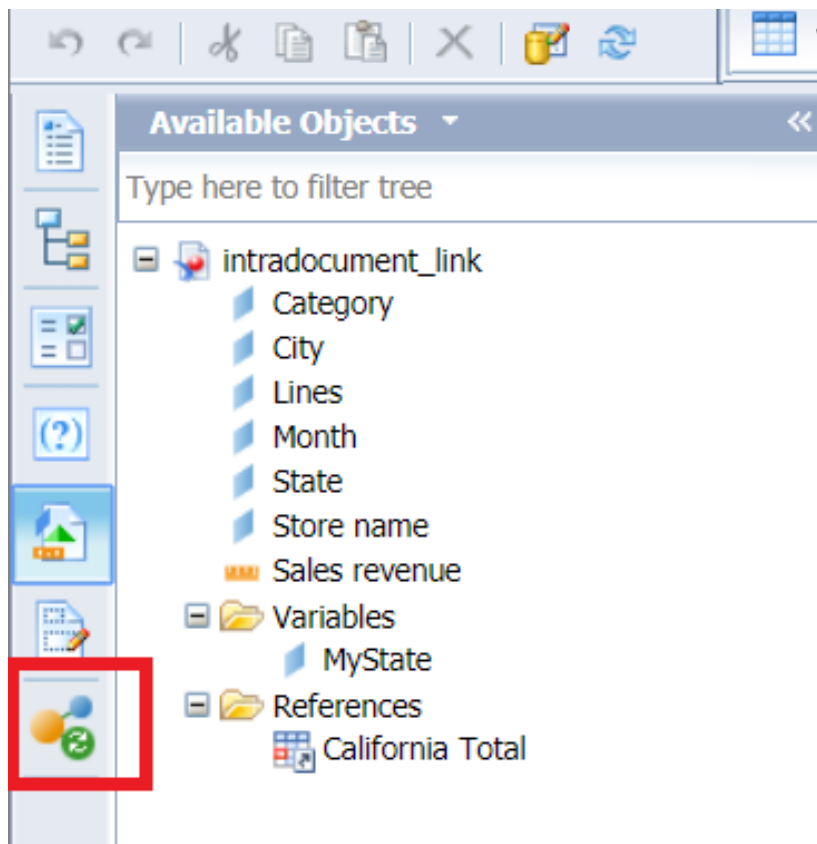 Available Objects
Type here to filter tree
intradocument_link
Category
City
Lines
Month
State
Store name
Sales revenue
Variables
MyState
References
California Total